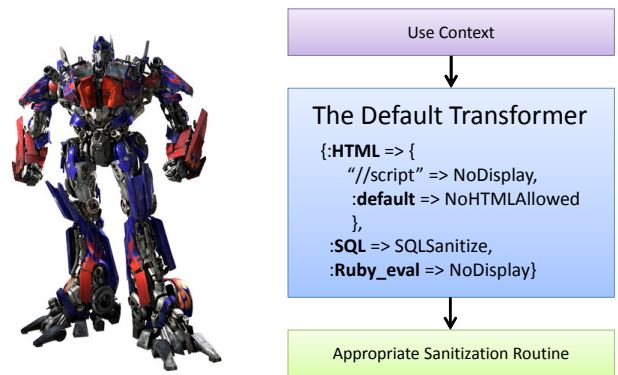 Use Context
The Default Transformer
{:HTML => {
“//script” => NoDisplay,
:default => NoHTMLAllowed
},
:SQL => SQLSanitize,
:Ruby_eval => NoDisplay}
Appropriate Sanitization Routine